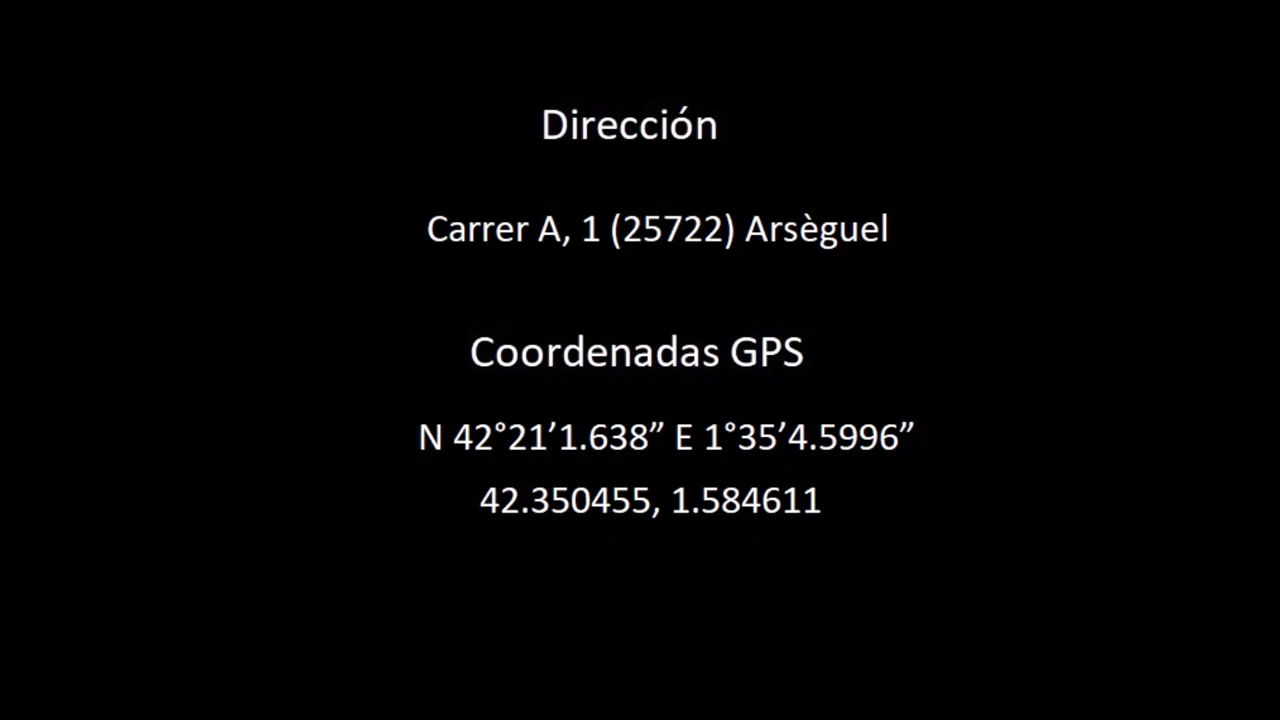 Dirección
Carrer A, 1 (25722) Arsèguel
Coordenadas GPS
N 42°21’1.638” E 1°35’4.5996”
42.350455, 1.584611